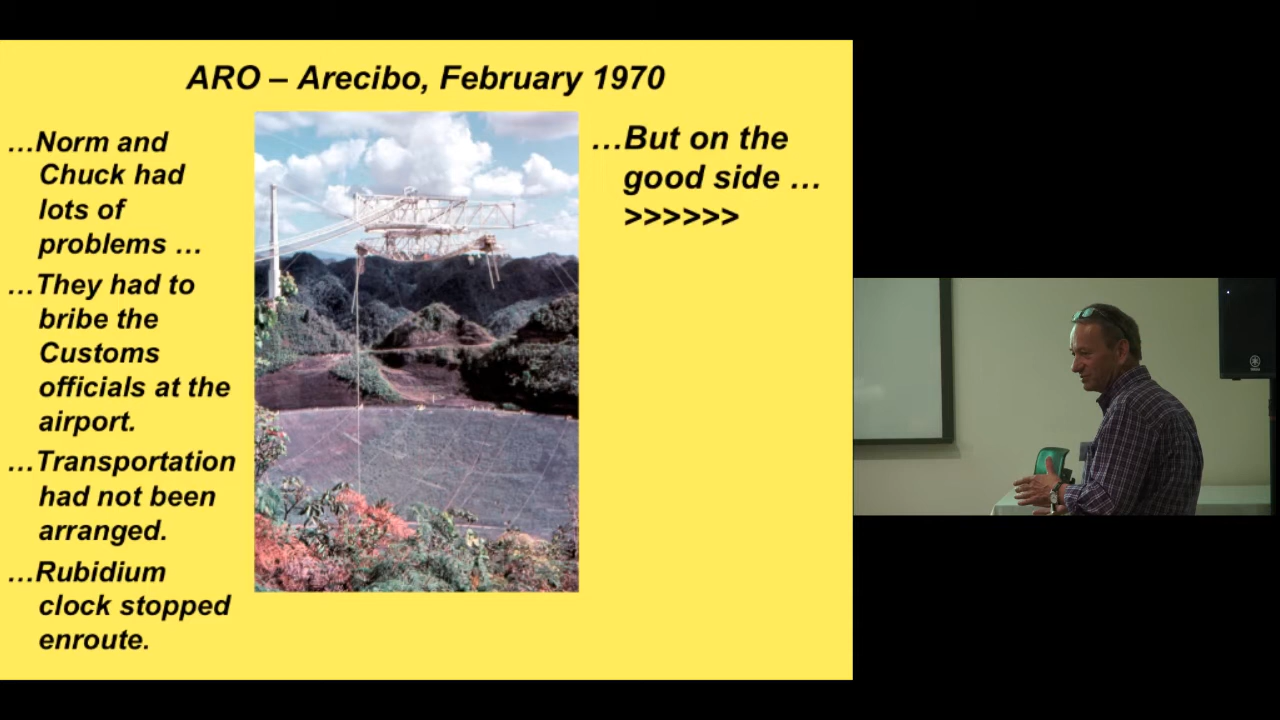 ARO – Arecibo, February 1970
…Norm and
Chuck had
lots of
problems …
…They had to
bribe the
Customs
officials at the
airport.
…Transportation
had not been
arranged.
…Rubidium
clock stopped
enroute.
…But on the
good side …
>>>>>>